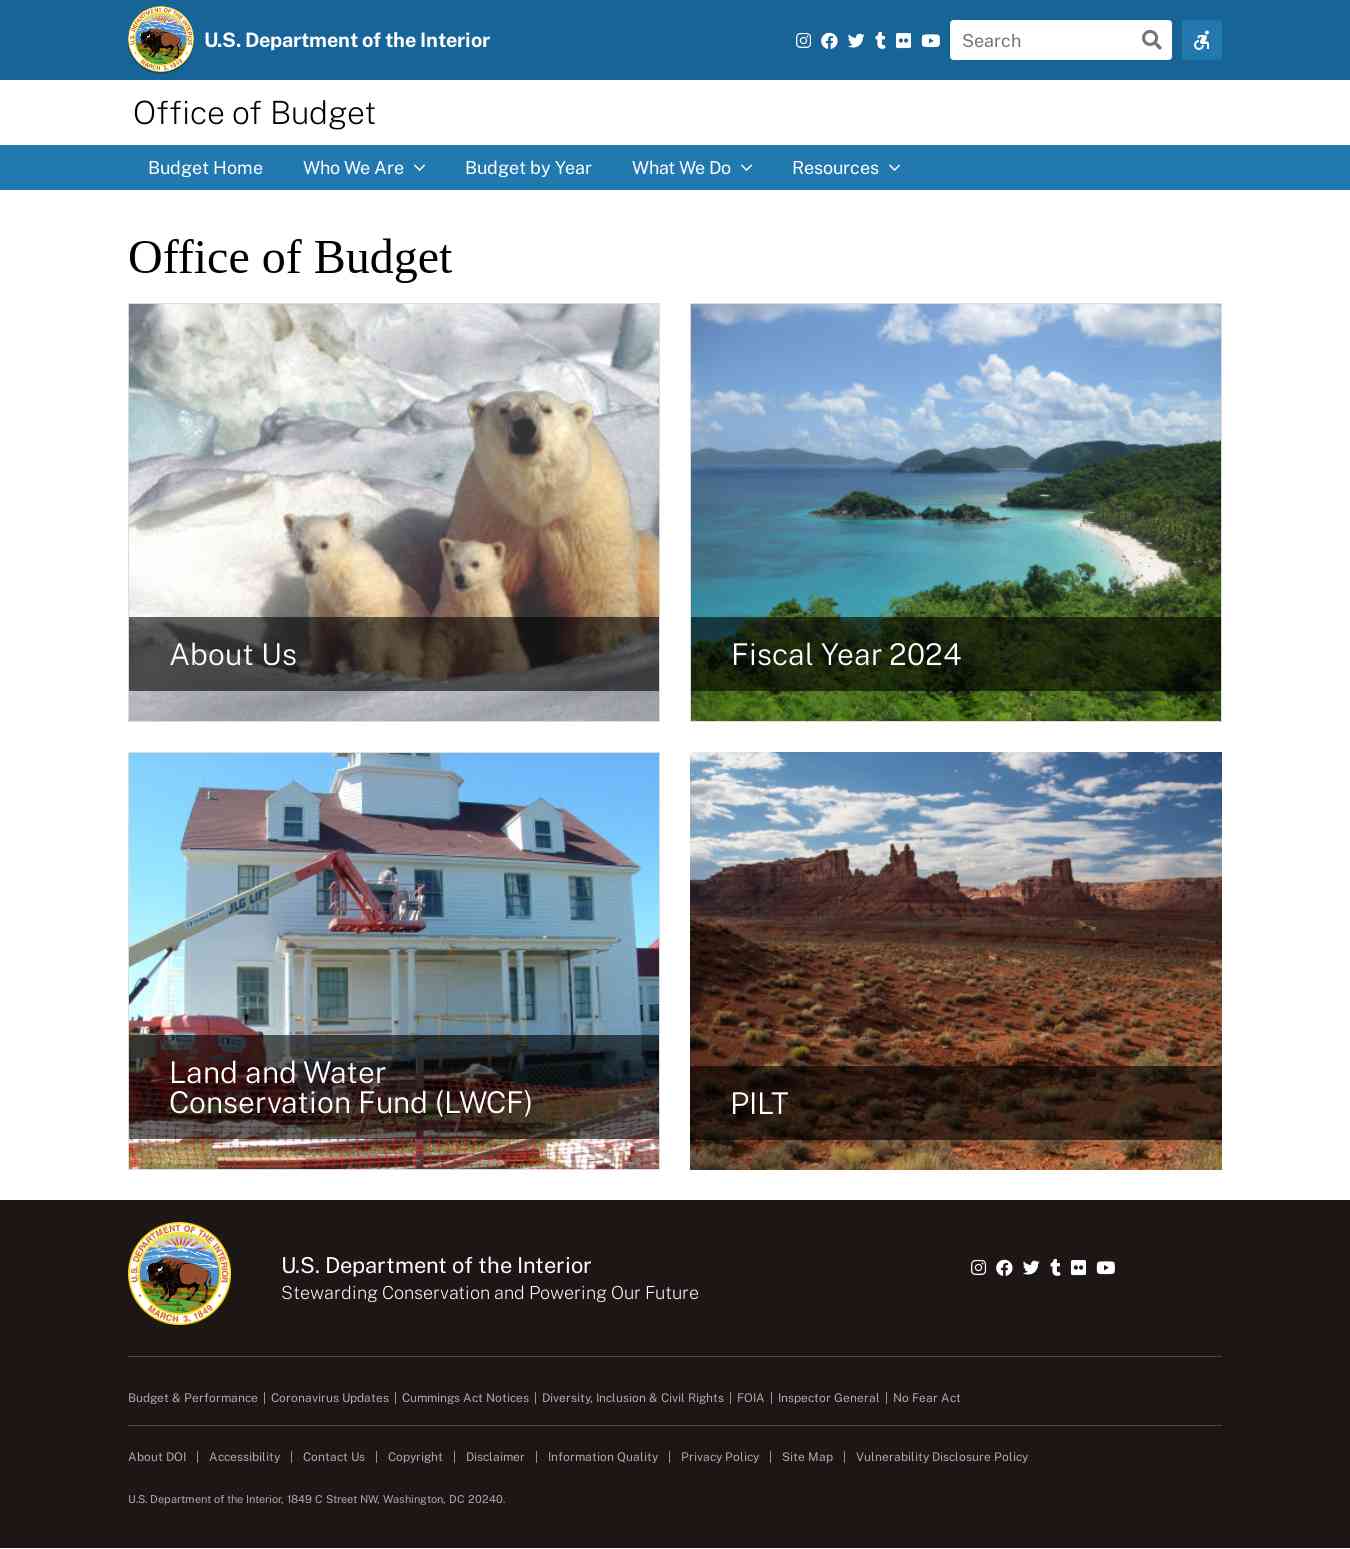 U.S. Department of the Interior
Search
Office of Budget
Budget Home Who We Are Budget by Year What We Do Resources
Office of Budget
About Us
Fiscal Year 2024
JLG LIFT
Land and Water
Conservation Fund (LWCF)
PILT
U.S. DEPARTMENT OF THE INTERIOR
MARCH 3, 1849
U.S. Department of the Interior
Stewarding Conservation and Powering Our Future
Budget & Performance | Coronavirus Updates | Cummings Act Notices | Diversity, Inclusion & Civil Rights | FOIA | Inspector General | No Fear Act
About DOI | Accessibility | Contact Us | Copyright | Disclaimer | Information Quality | Privacy Policy | Site Map | Vulnerability Disclosure Policy
U.S. Department of the Interior, 1849 C Street NW, Washington, DC 20240.